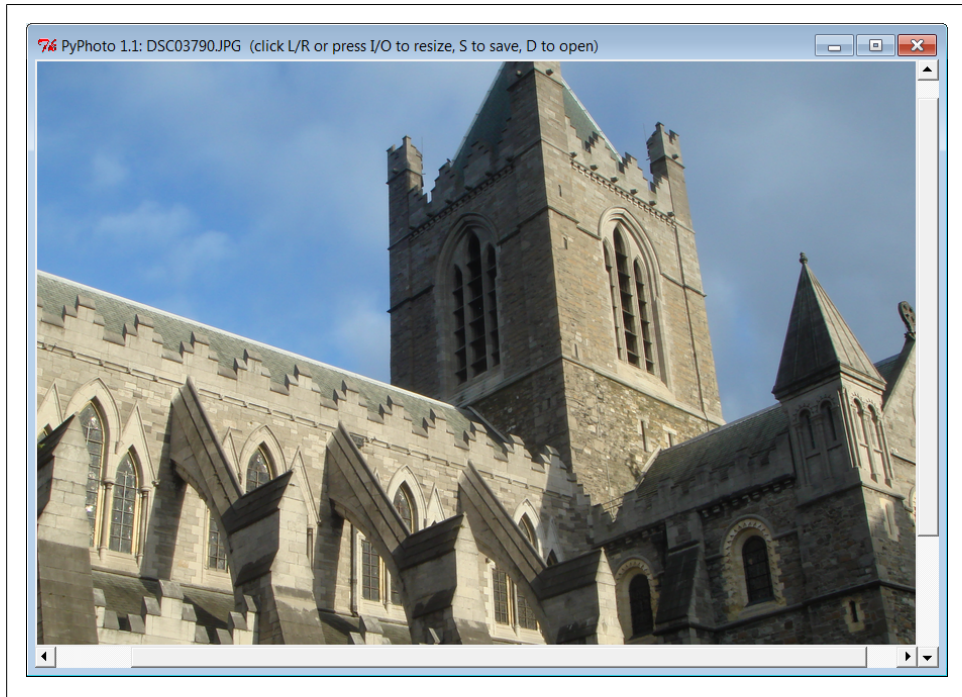 PyPhoto 1.1: DSC03790.JPG (click L/R or press I/O to resize, S to save, D to open)